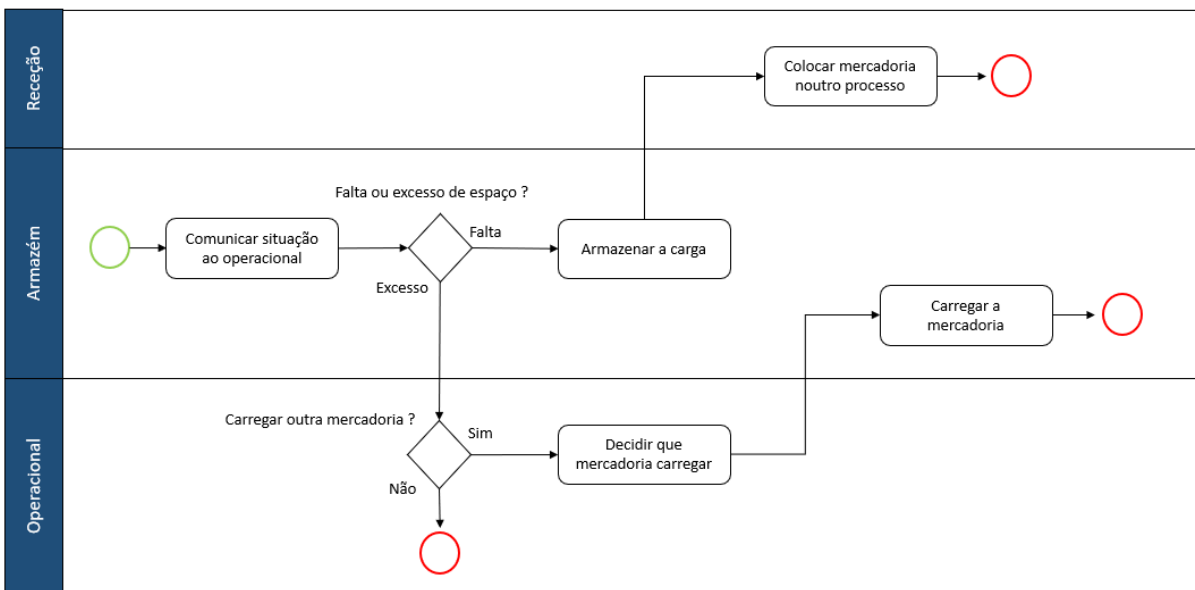 Receção
Colocar mercadoria
noutro processo
Armazém
Falta ou excesso de espaço ?
Comunicar situação
ao operacional
Falta
Armazenar a carga
Excesso
Carregar a
mercadoria
Operacional
Carregar outra mercadoria ?
Sim
Decidir que
mercadoria carregar
Não